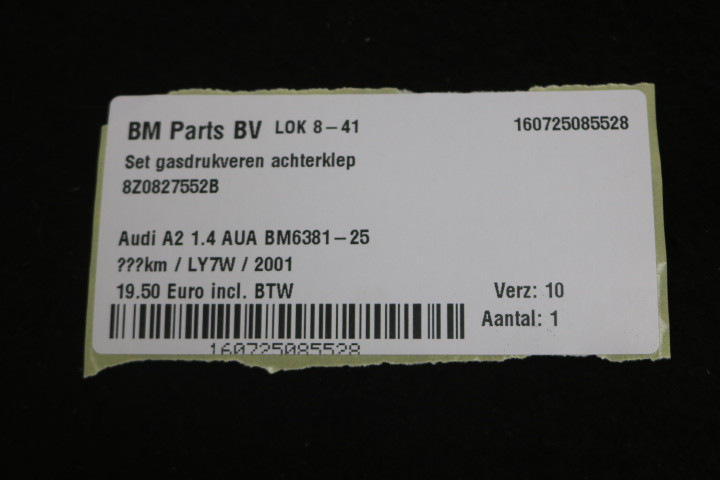 BM Parts BV LOK 8-41 160725085528
Set gasdrukveren achterklep
8Z0827552B
Audi A2 1.4 AUA BM6381-25
???km / LY7W / 2001
19.50 Euro incl. BTW Verz: 10
Aantal: 1
160725085528